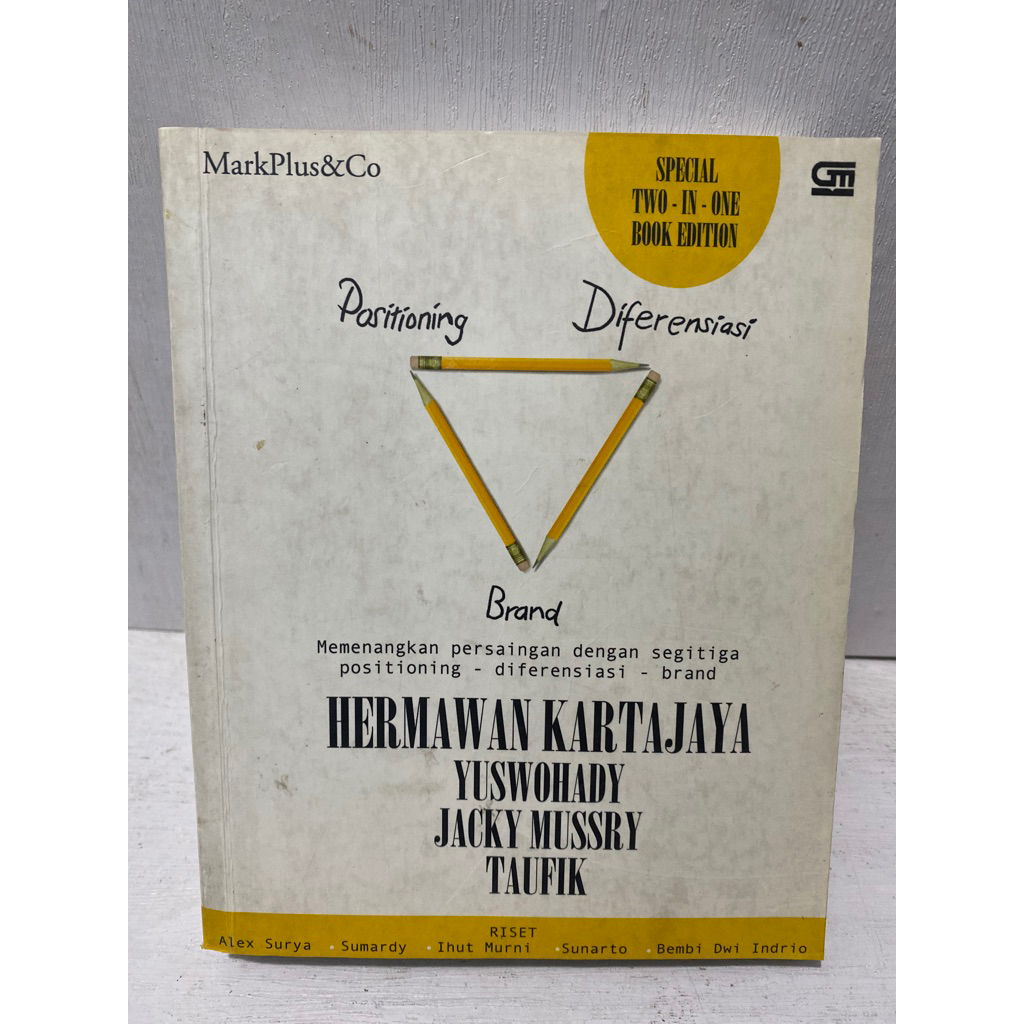 MarkPlus&Co
SPECIAL
TWO - IN - ONE
BOOK EDITION
GM
Positioning
Diferensiasi
Brand
Memenangkan persaingan dengan segitiga
positioning - diferensiasi - brand
HERMAWAN KARTAJAYA
YUSWOHADY
JACKY MUSSRY
TAUFIK
RISET
Alex Surya • Sumardy • Ihut Murni • Sunarto • Bembi Dwi Indrio